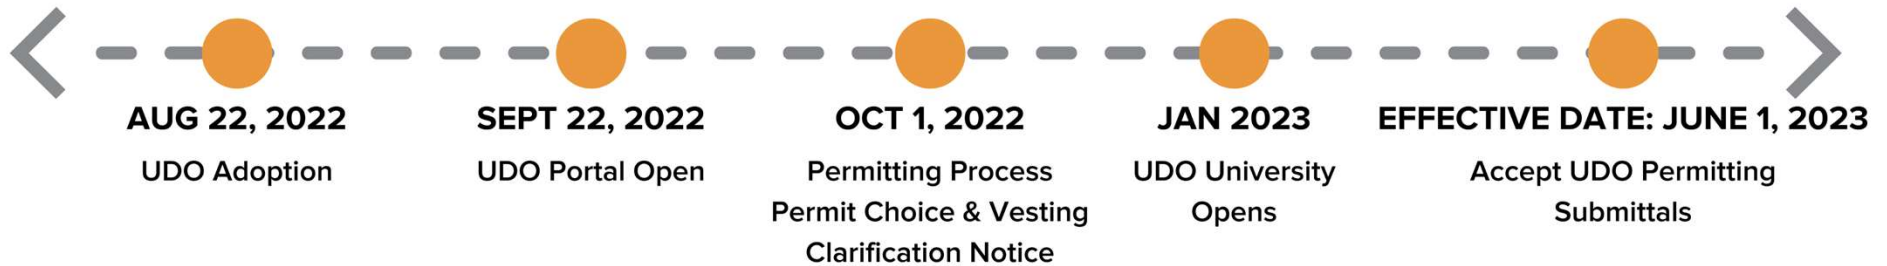 AUG 22, 2022
UDO Adoption
SEPT 22, 2022
UDO Portal Open
OCT 1, 2022
Permitting Process
Permit Choice & Vesting
Clarification Notice
JAN 2023
UDO University
Opens
EFFECTIVE DATE: JUNE 1, 2023
Accept UDO Permitting
Submittals